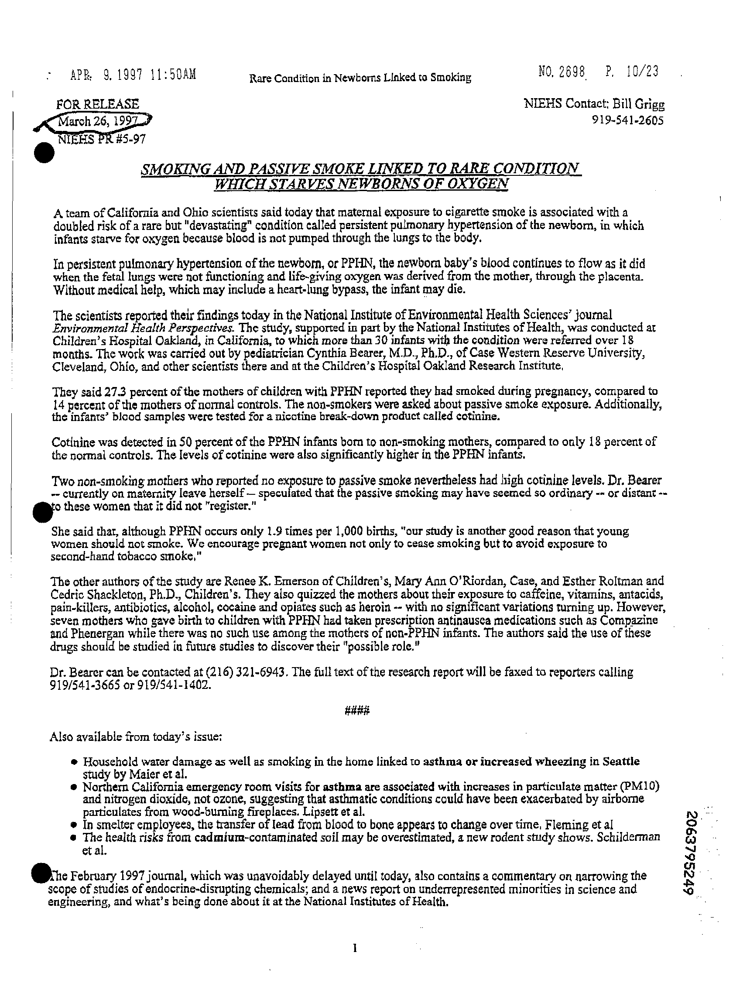 APR. 9.1997 11:50AM Rare Condition in Newborns Linked to Smoking NO. 2698 P. 10/23
FOR RELEASE NIEHS Contact: Bill Grigg
March 26, 1997 919-541-2605
NIEHS PR #5-97
SMOKING AND PASSIVE SMOKE LINKED TO RARE CONDITION
WHICH STARVES NEWBORNS OF OXYGEN
A team of California and Ohio scientists said today that maternal exposure to cigarette smoke is associated with a
doubled risk of a rare but "devastating" condition called persistent pulmonary hypertension of the newborn, in which
infants starve for oxygen because blood is not pumped through the lungs to the body.
In persistent pulmonary hypertension of the newborn, or PPHN, the newborn baby's blood continues to flow as it did
when the fetal lungs were not functioning and life-giving oxygen was derived from the mother, through the placenta.
Without medical help, which may include a heart-lung bypass, the infant may die.
The scientists reported their findings today in the National Institute of Environmental Health Sciences' journal
Environmental Health Perspectives. The study, supported in part by the National Institutes of Health, was conducted at
Children's Hospital Oakland, in California, to which more than 30 infants with the condition were referred over 18
months. The work was carried out by pediatrician Cynthia Bearer, M.D., Ph.D., of Case Western Reserve University,
Cleveland, Ohio, and other scientists there and at the Children's Hospital Oakland Research Institute.
They said 27.3 percent of the mothers of children with PPHN reported they had smoked during pregnancy, compared to
14 percent of the mothers of normal controls. The non-smokers were asked about passive smoke exposure. Additionally,
the infants' blood samples were tested for a nicotine break-down product called cotinine.
Cotinine was detected in 50 percent of the PPHN infants born to non-smoking mothers, compared to only 18 percent of
the normal controls. The levels of cotinine were also significantly higher in the PPHN infants.
Two non-smoking mothers who reported no exposure to passive smoke nevertheless had high cotinine levels. Dr. Bearer
-- currently on maternity leave herself -- speculated that the passive smoking may have seemed so ordinary -- or distant --
to these women that it did not "register."
She said that, although PPHN occurs only 1.9 times per 1,000 births, "our study is another good reason that young
women should not smoke. We encourage pregnant women not only to cease smoking but to avoid exposure to
second-hand tobacco smoke."
The other authors of the study are Renee K. Emerson of Children's, Mary Ann O'Riordan, Case, and Esther Roitman and
Cedric Shackleton, Ph.D., Children's. They also quizzed the mothers about their exposure to caffeine, vitamins, antacids,
pain-killers, antibiotics, alcohol, cocaine and opiates such as heroin -- with no significant variations turning up. However,
seven mothers who gave birth to children with PPHN had taken prescription antinausea medications such as Compazine
and Phenergan while there was no such use among the mothers of non-PPHN infants. The authors said the use of these
drugs should be studied in future studies to discover their "possible role."
Dr. Bearer can be contacted at (216) 321-6943. The full text of the research report will be faxed to reporters calling
919/541-3665 or 919/541-1402.
####
Also available from today's issue:
● Household water damage as well as smoking in the home linked to asthma or increased wheezing in Seattle
study by Maier et al.
● Northern California emergency room visits for asthma are associated with increases in particulate matter (PM10)
and nitrogen dioxide, not ozone, suggesting that asthmatic conditions could have been exacerbated by airborne
particulates from wood-burning fireplaces. Lipsett et al.
● In smelter employees, the transfer of lead from blood to bone appears to change over time. Fleming et al
● The health risks from cadmium-contaminated soil may be overestimated, a new rodent study shows. Schilderman
et al.
The February 1997 journal, which was unavoidably delayed until today, also contains a commentary on narrowing the
scope of studies of endocrine-disrupting chemicals; and a news report on underrepresented minorities in science and
engineering, and what's being done about it at the National Institutes of Health.
2063795249
1